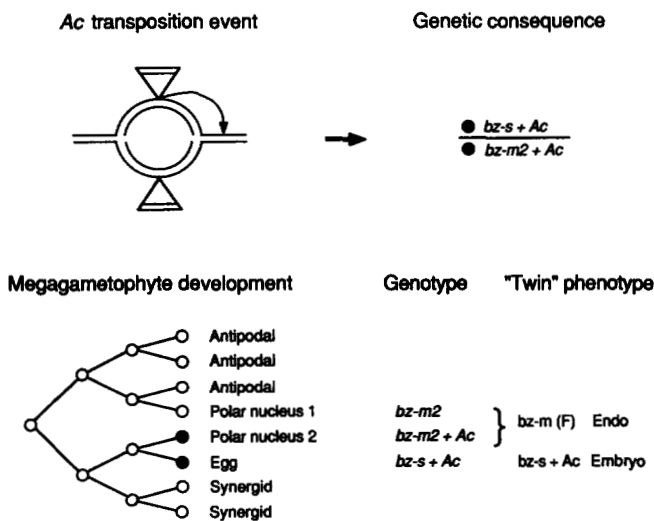 Ac transposition event
Genetic consequence
bz-s + Ac
bz-m2 + Ac
Megagametophyte development
Genotype
"Twin" phenotype
Antipodal
Antipodal
Antipodal
Polar nucleus 1
bz-m2
Polar nucleus 2
bz-m2 + Ac
bz-m (F) Endo
Egg
bz-s + Ac
bz-s + Ac Embryo
Synergid
Synergid